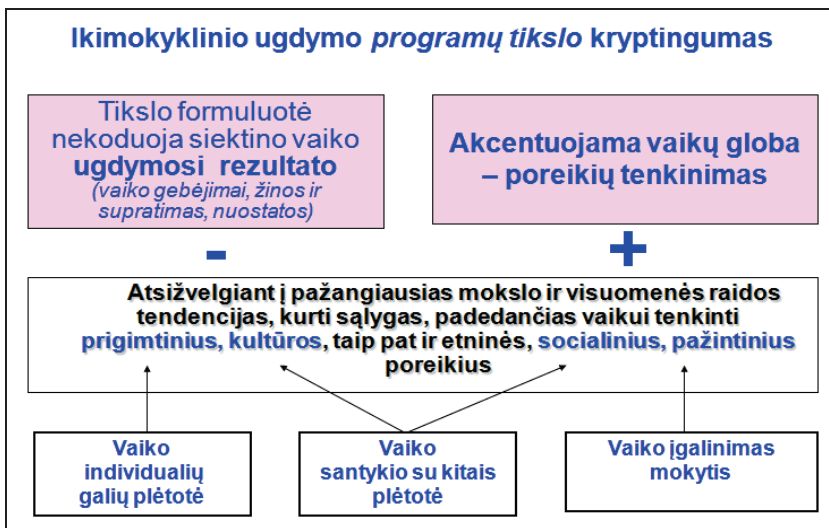 Ikimokyklinio ugdymo programų tikslo kryptingumas
Tikslo formuluotė
nekoduoja siektino vaiko
ugdymosi rezultato
(vaiko gebėjimai, žinos ir
supratimas, nuostatos)
Akcentuojama vaikų globa
– poreikių tenkinimas
-
+
Atsižvelgiant į pažangiausias mokslo ir visuomenės raidos
tendencijas, kurti sąlygas, padedančias vaikui tenkinti
prigimtinius, kultūros, taip pat ir etninės, socialinius, pažintinius
poreikius
Vaiko
individualių
galių plėtotė
Vaiko
santykio su kitais
plėtotė
Vaiko įgalinimas
mokytis